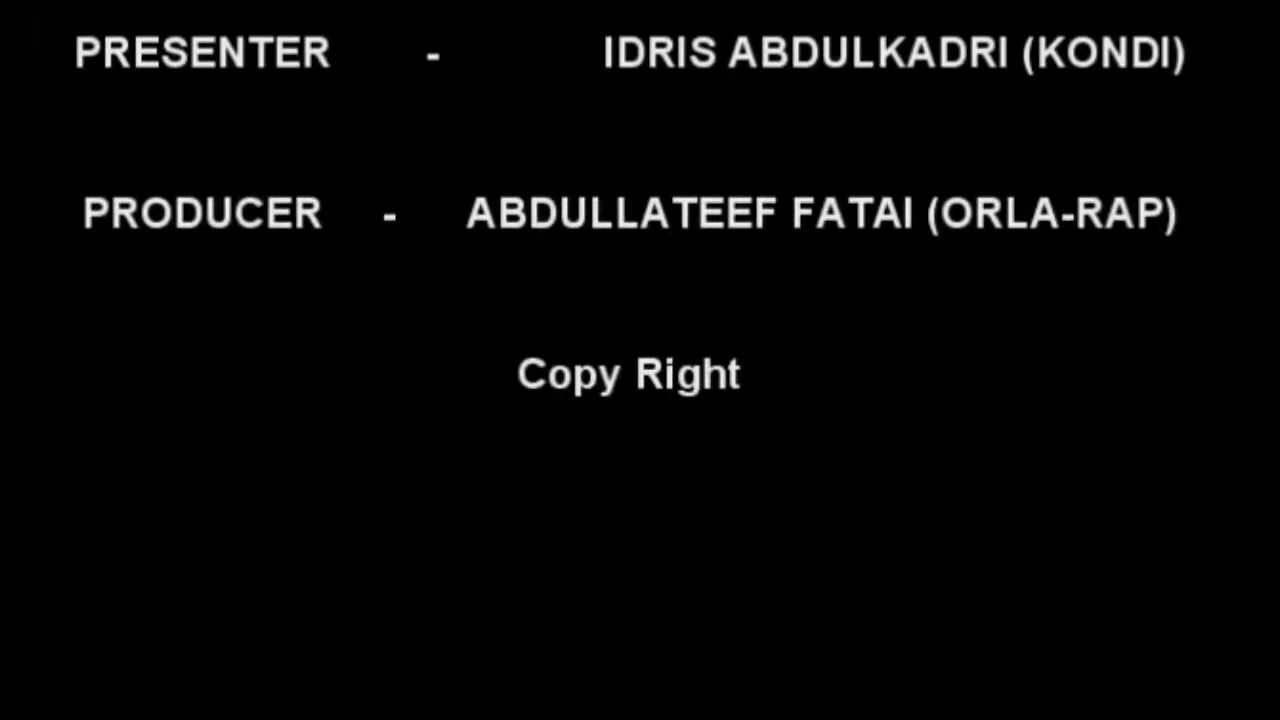 PRESENTER - IDRIS ABDULKADRI (KONDI)
PRODUCER - ABDULLATEEF FATAI (ORLA-RAP)
Copy Right